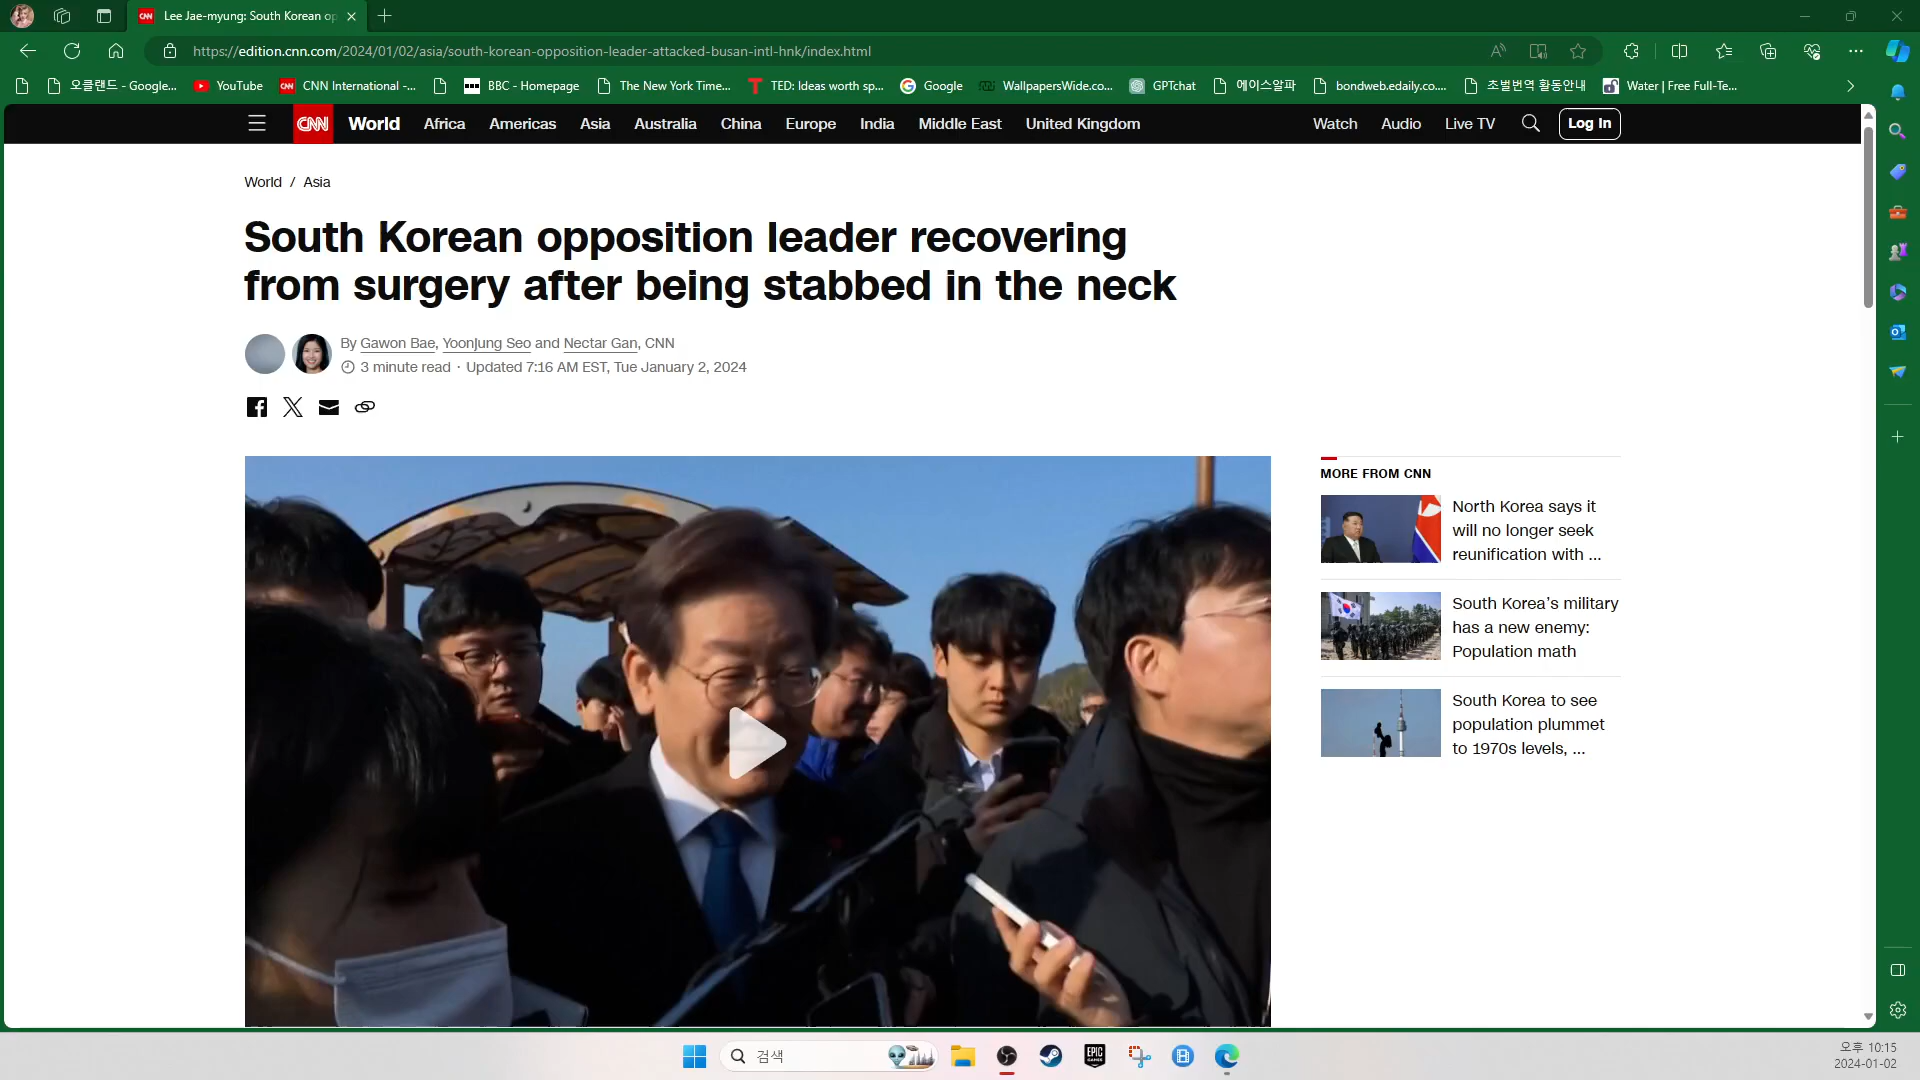 Lee Jae-myung: South Korean op
https://edition.cnn.com/2024/01/02/asia/south-korean-opposition-leader-attacked-busan-intl-hnk/index.html
오클랜드 - Google...
YouTube
CNN International -...
BBC - Homepage
The New York Time...
TED: Ideas worth sp...
Google
WallpapersWide.co...
GPTchat
에이스알파
bondweb.edaily.co....
초벌번역 활동안내
Water | Free Full-Te...
CNN World Africa Americas Asia Australia China Europe India Middle East United Kingdom Watch Audio Live TV Log In
World / Asia
South Korean opposition leader recovering
from surgery after being stabbed in the neck
By Gawon Bae, Yoonjung Seo and Nectar Gan, CNN
3 minute read · Updated 7:16 AM EST, Tue January 2, 2024
MORE FROM CNN
North Korea says it
will no longer seek
reunification with ...
South Korea’s military
has a new enemy:
Population math
South Korea to see
population plummet
to 1970s levels, ...
검색
EPIC
GAMES
오후 10:15
2024-01-02